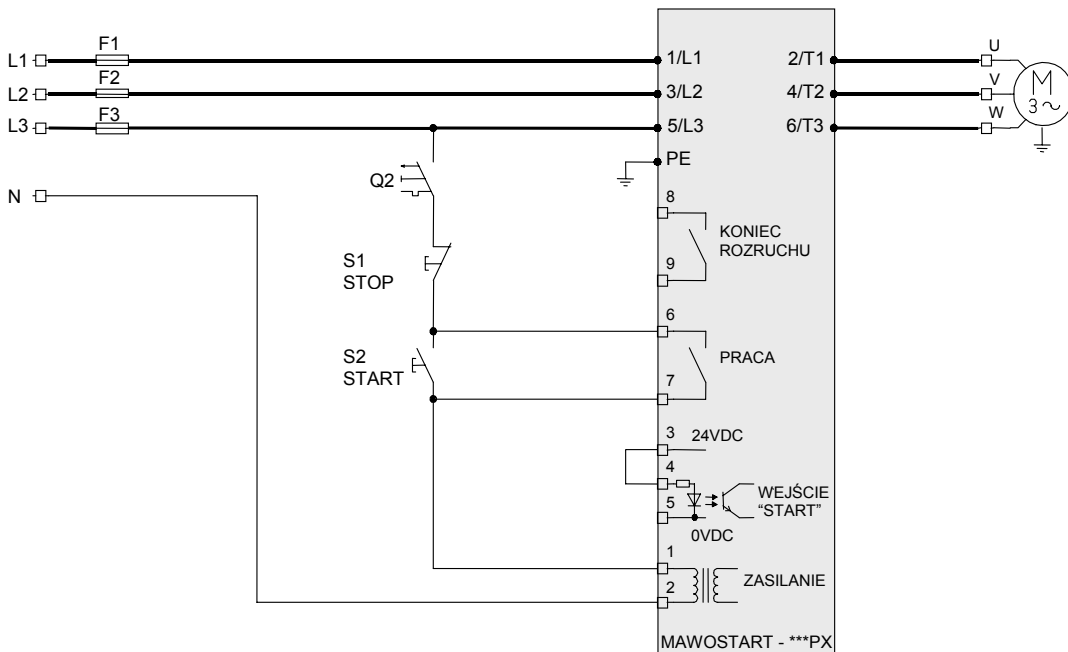 F1
L1
1/L1
2/T1
U
F2
L2
3/L2
4/T2
V
M
3~
F3
L3
5/L3
6/T3
W
PE
Q2
N
8
KONIEC
ROZRUCHU
9
S1
STOP
6
S2
START
PRACA
7
3
24VDC
4
WEJŚCIE
“START”
5
0VDC
1
ZASILANIE
2
MAWOSTART - ***PX